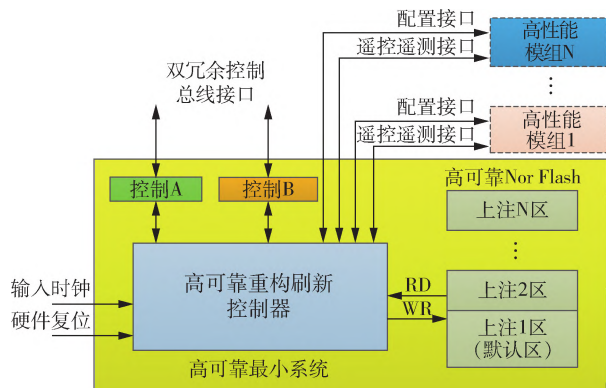 配置接口
遥控遥测接口
高性能
模组N
双冗余控制
总线接口
配置接口
遥控遥测接口
高性能
模组1
控制A
控制B
高可靠Nor Flash
上注N区
高可靠重构刷新
控制器
输入时钟
硬件复位
RD
WR
上注2区
上注1区
(默认区)
高可靠最小系统